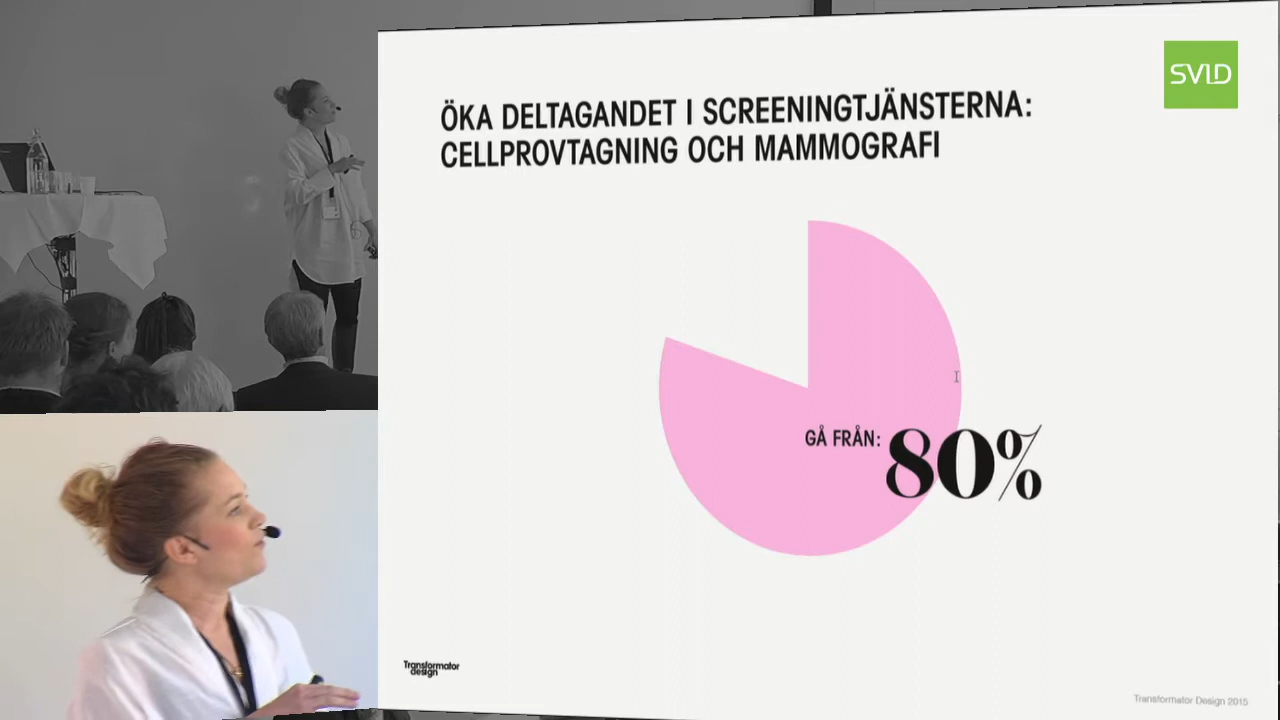 SVID
ÖKA DELTAGANDET I SCREENINGTJÄNSTERNA:
CELLPROVTAGNING OCH MAMMOGRAFI
GÅ FRÅN: 80%
Transformator
design
Transformator Design 2015